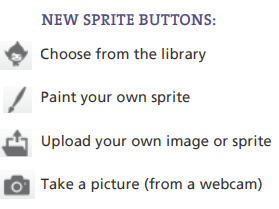 NEW SPRITE BUTTONS:
Choose from the library
Paint your own sprite
Upload your own image or sprite
Take a picture (from a webcam)